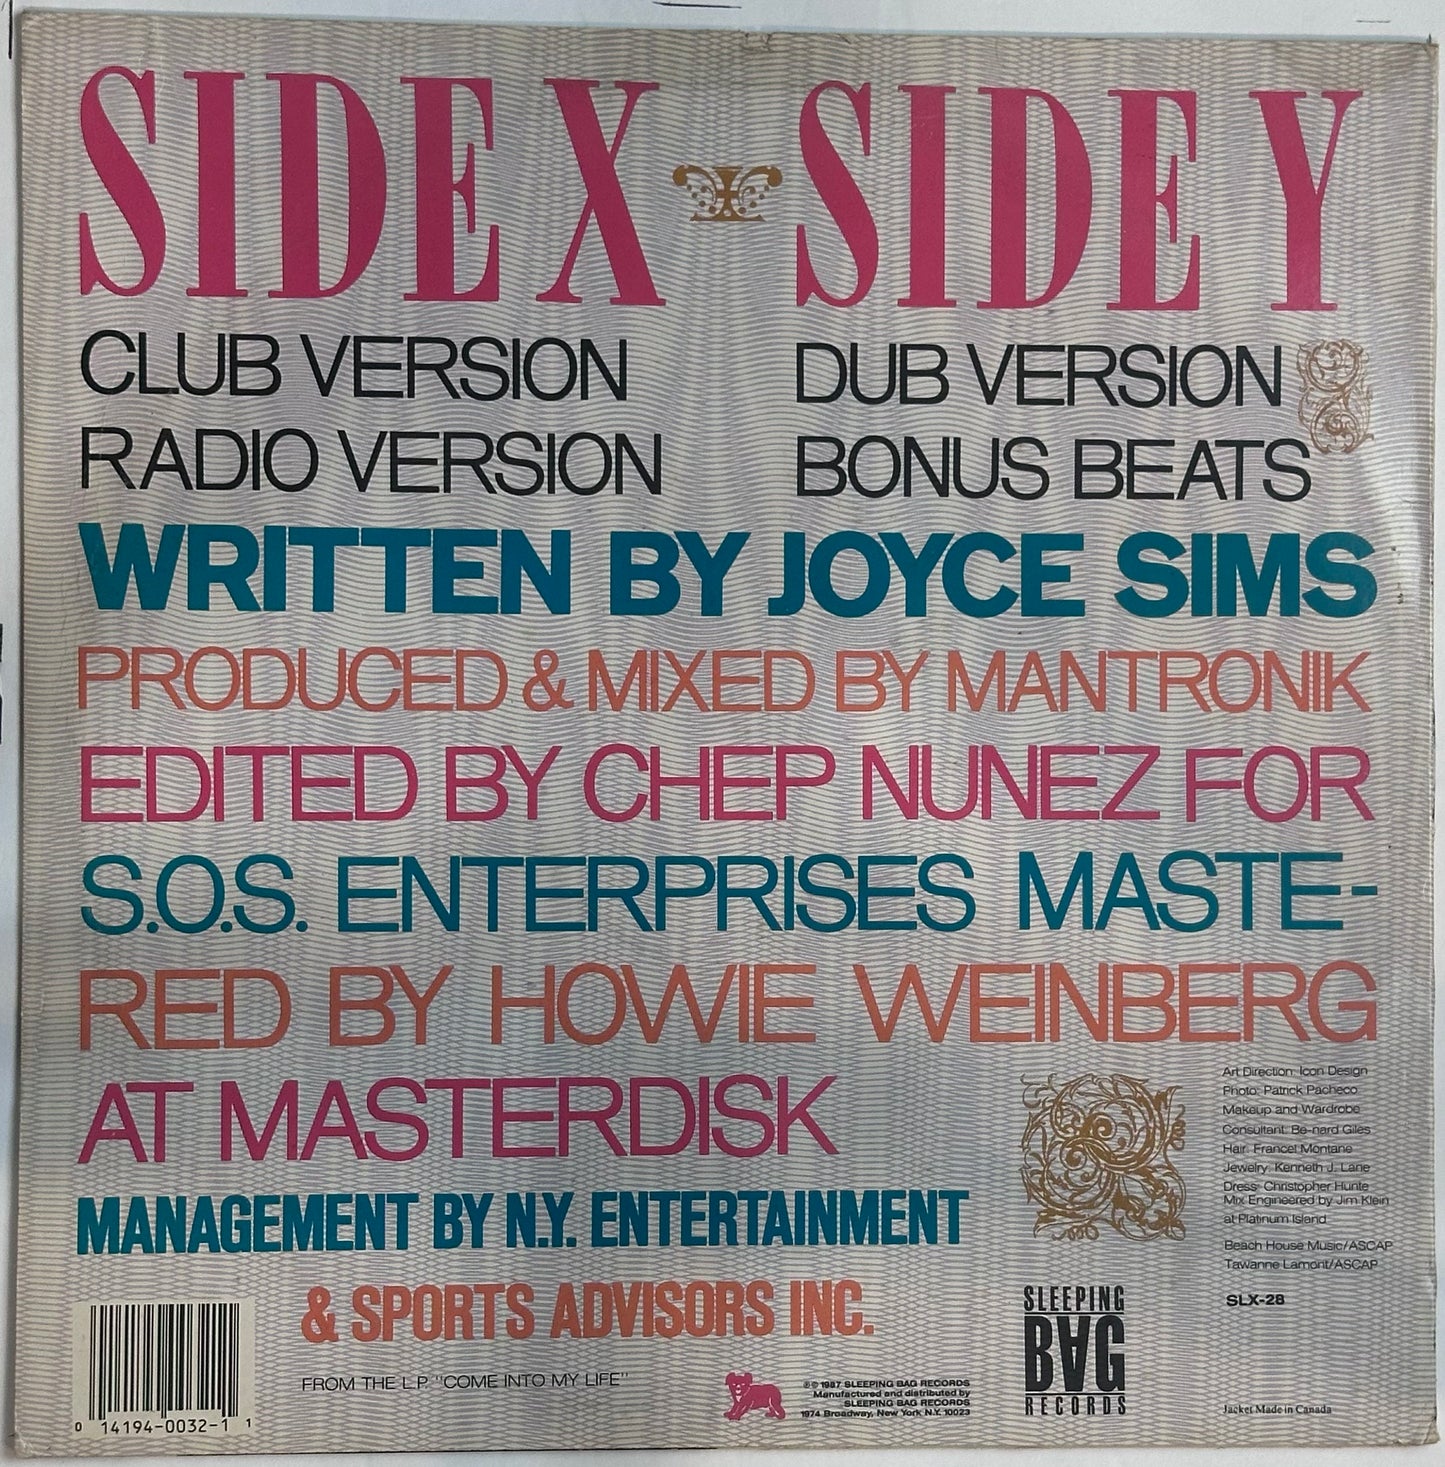 SIDE X SIDE Y
CLUB VERSION
RADIO VERSION
DUB VERSION
BONUS BEATS
WRITTEN BY JOYCE SIMS
PRODUCED & MIXED BY MANTRONIK
EDITED BY CHEP NUNEZ FOR
S.O.S. ENTERPRISES MASTE-
RED BY HOWIE WEINBERG
AT MASTERDISK
MANAGEMENT BY N.Y. ENTERTAINMENT
& SPORTS ADVISORS INC.
FROM THE L.P. "COME INTO MY LIFE"
0 14194-0032-1 1
℗© 1987 SLEEPING BAG RECORDS
Manufactured and distributed by
SLEEPING BAG RECORDS
1974 Broadway, New York N.Y. 10023
SLEEPING
BAG
RECORDS
Art Direction: Icon Design
Photo: Patrick Pacheco
Makeup and Wardrobe
Consultant: Be-nard Giles
Hair: Francel Montane
Jewelry: Kenneth J. Lane
Dress: Christopher Hunte
Mix Engineered by Jim Klein
at Platinum Island
Beach House Music/ASCAP
Tawanne Lamont/ASCAP
SLX-28
Jacket Made in Canada